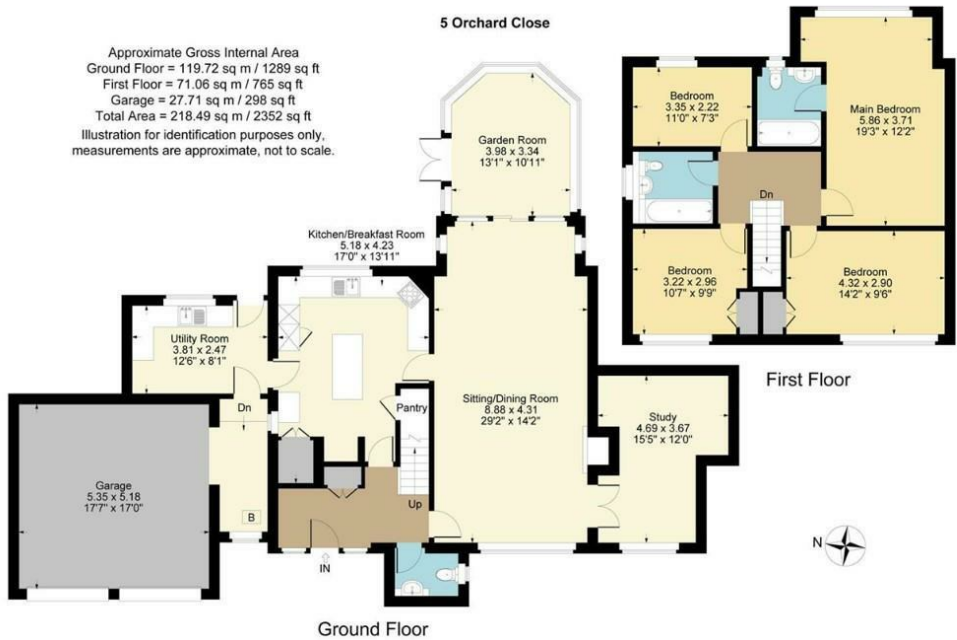 5 Orchard Close
Approximate Gross Internal Area
Ground Floor = 119.72 sq m / 1289 sq ft
First Floor = 71.06 sq m / 765 sq ft
Garage = 27.71 sq m / 298 sq ft
Total Area = 218.49 sq m / 2352 sq ft
Illustration for identification purposes only,
measurements are approximate, not to scale.
Garden Room
3.98 x 3.34
13'1" x 10'11"
Kitchen/Breakfast Room
5.18 x 4.23
17'0" x 13'11"
Utility Room
3.81 x 2.47
12'6" x 8'1"
Dn
Pantry
Sitting/Dining Room
8.88 x 4.31
29'2" x 14'2"
Study
4.69 x 3.67
15'5" x 12'0"
Garage
5.35 x 5.18
17'7" x 17'0"
B
Up
IN
Ground Floor
Bedroom
3.35 x 2.22
11'0" x 7'3"
Main Bedroom
5.86 x 3.71
19'3" x 12'2"
Dn
Bedroom
3.22 x 2.96
10'7" x 9'9"
Bedroom
4.32 x 2.90
14'2" x 9'6"
First Floor
N